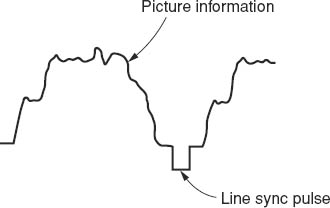 Picture information
Line sync pulse